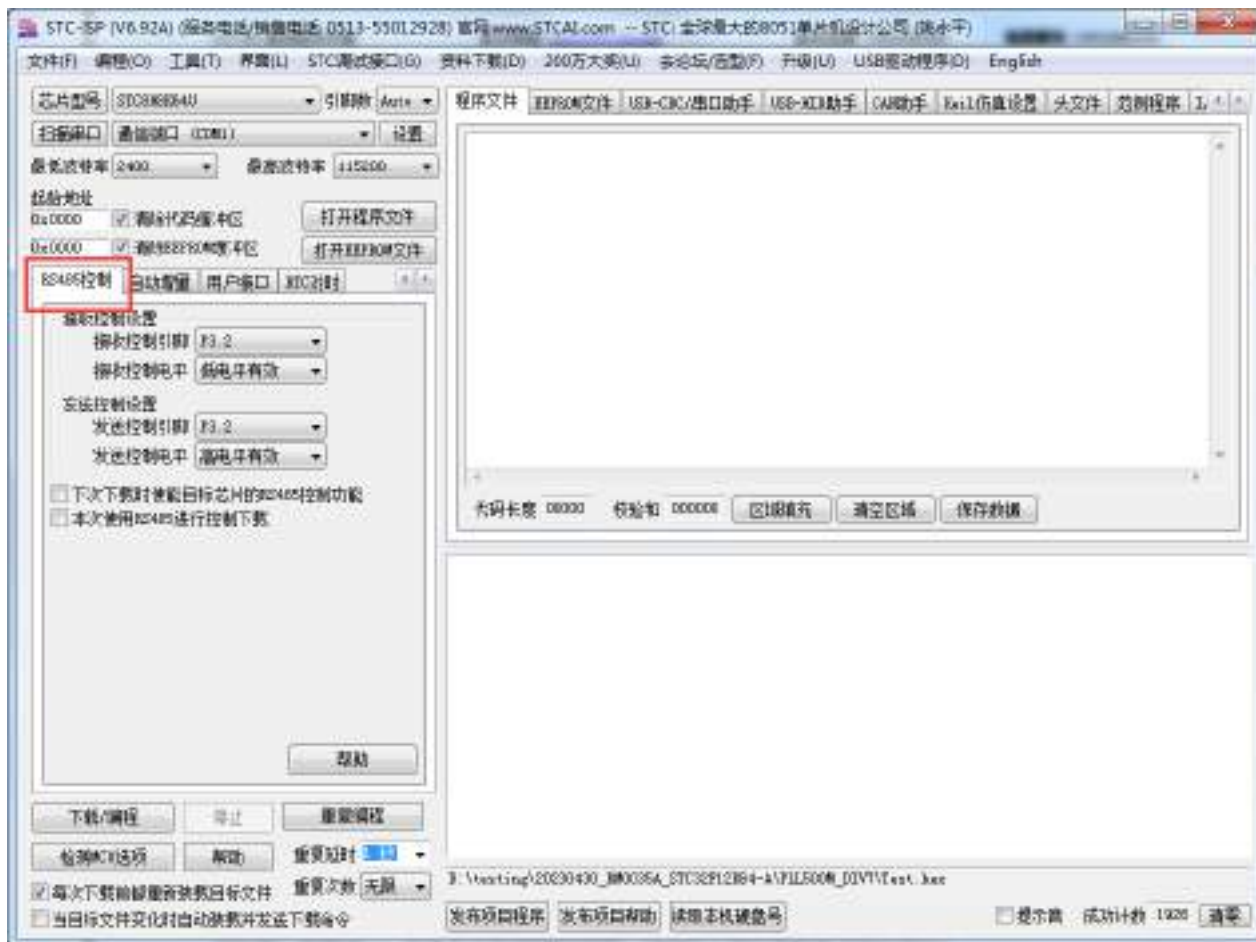 STC-ISP (V6.92A) (服务电话/销售电话: 0513-55012928) 官网:www.STCAI.com -- STC: 全球最大的8051单片机设计公司 (姚永平)
文件(F) 编程(O) 工具(T) 界面(L) STC调试接口(G) 资料下载(D) 200万大奖(U) 去论坛/选型(F) 升级(U) USB驱动程序(O) English
芯片型号 引脚数 Auto
扫描串口 通信端口 (COM1) 设置
最低波特率 2400 最高波特率 115200
起始地址
0x0000 清除代码缓冲区 打开程序文件
0x0000 清除EEPROM缓冲区 打开EEPROM文件
RS485控制 自动增量 用户接口 RTC对时
接收控制设置
接收控制引脚 P3.2
接收控制电平 低电平有效
发送控制设置
发送控制引脚 P3.2
发送控制电平 高电平有效
下次下载时使能目标芯片的RS485控制功能
本次使用RS485进行控制下载
帮助
下载/编程 停止 重复编程
检测MCU选项 帮助 重复延时
每次下载前都重新装载目标文件 重复次数 无限
当目标文件变化时自动装载并发送下载命令
程序文件 EEPROM文件 USB-CDC/串口助手 USB-HID助手 CAN助手 Keil仿真设置 头文件 范例程序
代码长度 00000 校验和 000000 区域填充 清空区域 保存数据
发布项目程序 发布项目帮助 读取本机硬盘号 提示音 成功计数 1926 清零